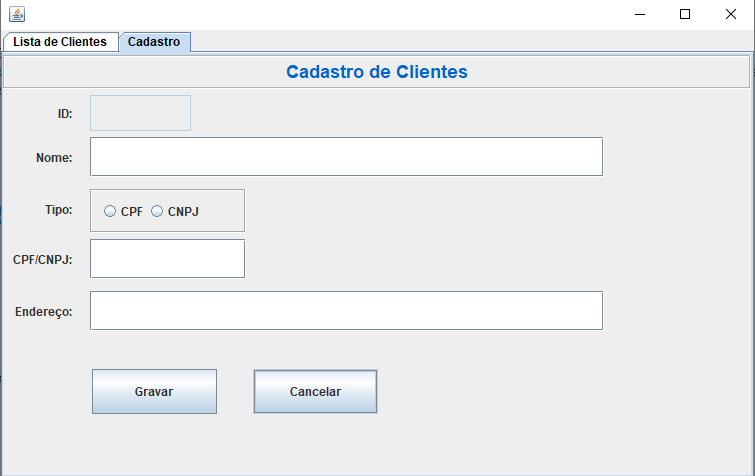 Lista de Clientes Cadastro
Cadastro de Clientes
ID:
Nome:
Tipo: CPF CNPJ
CPF/CNPJ:
Endereço:
Gravar Cancelar